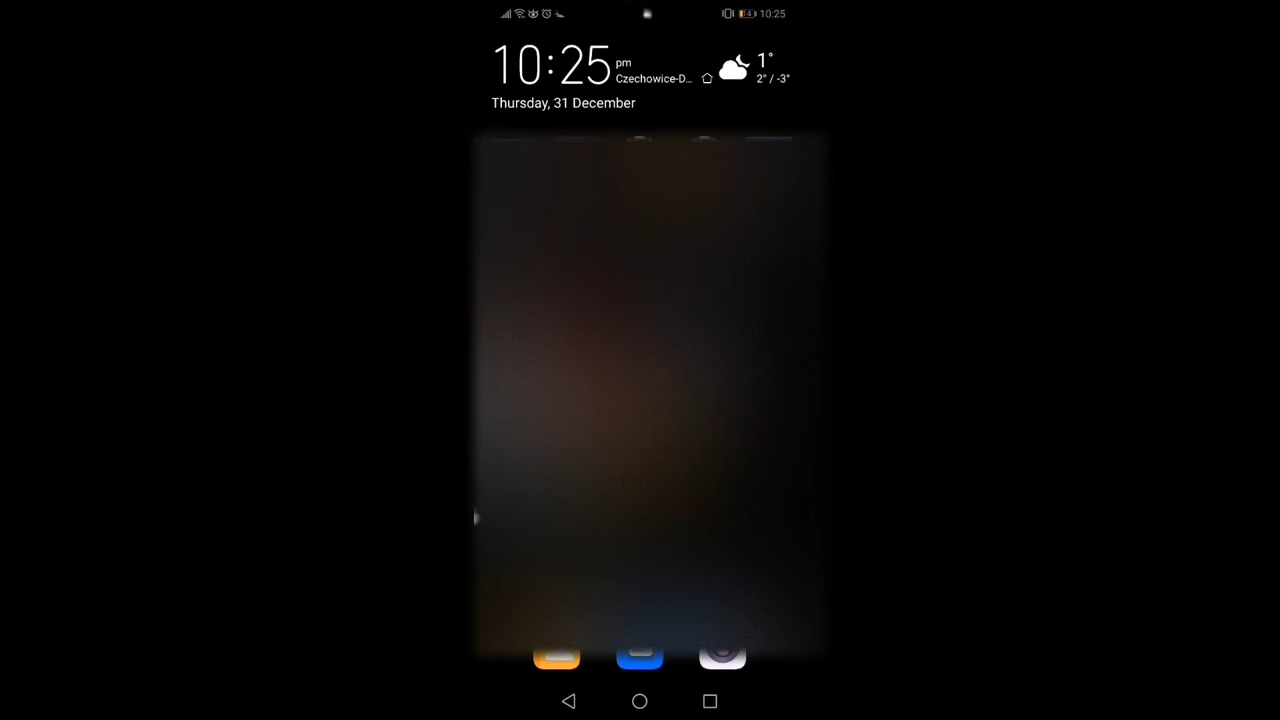 10:25
10:25 pm
Czechowice-D...
1°
2° / -3°
Thursday, 31 December